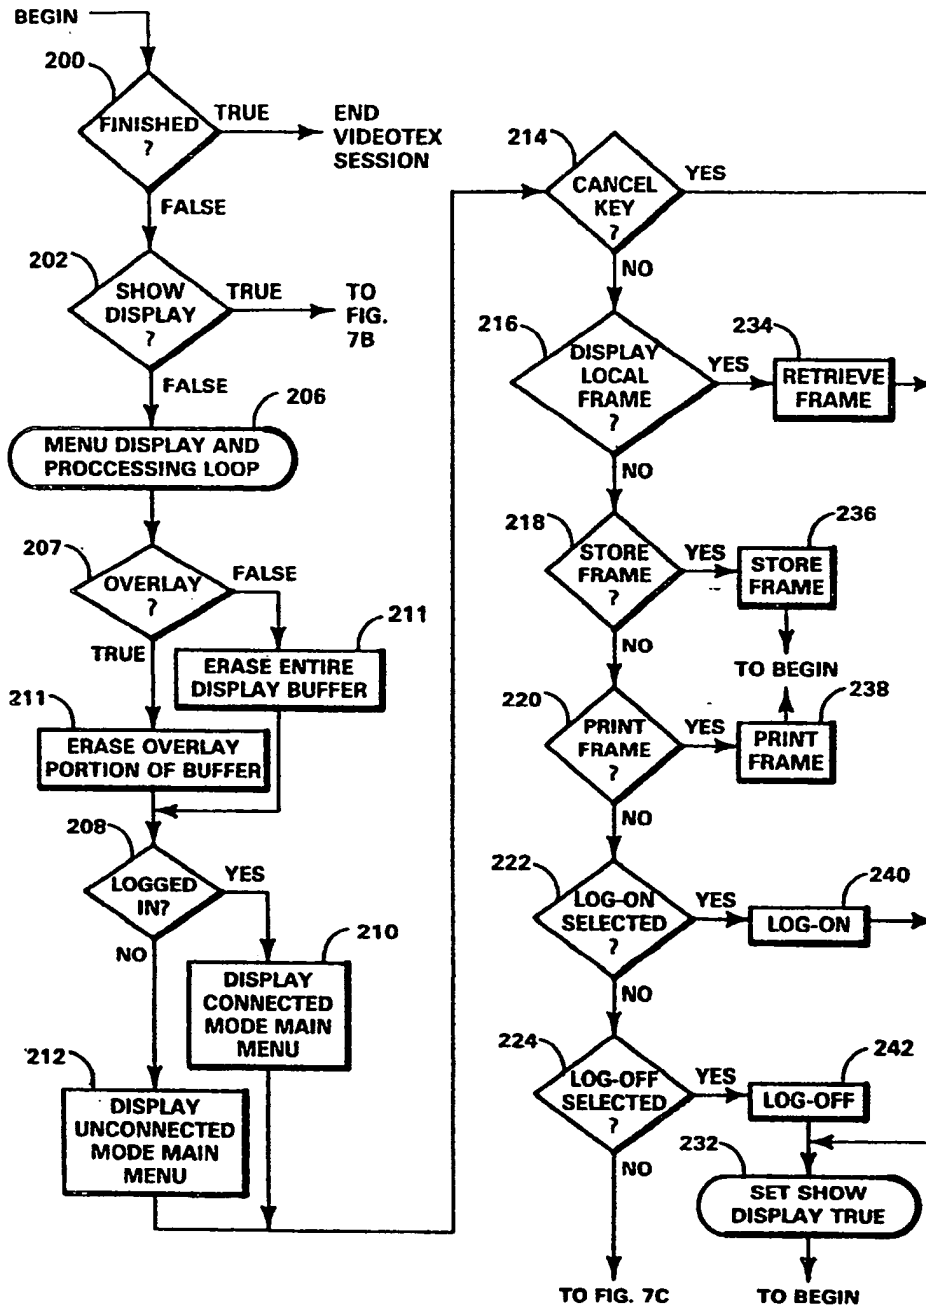 BEGIN
200
FINISHED
?
TRUE
END
VIDEOTEX
SESSION
FALSE
202
SHOW
DISPLAY
?
TRUE
TO
FIG.
7B
FALSE
206
MENU DISPLAY AND
PROCCESSING LOOP
207
OVERLAY
?
FALSE
TRUE
211
ERASE ENTIRE
DISPLAY BUFFER
211
ERASE OVERLAY
PORTION OF BUFFER
208
LOGGED
IN?
YES
NO
210
DISPLAY
CONNECTED
MODE MAIN
MENU
212
DISPLAY
UNCONNECTED
MODE MAIN
MENU
214
CANCEL
KEY
?
YES
NO
216
DISPLAY
LOCAL
FRAME
?
YES
234
RETRIEVE
FRAME
NO
218
STORE
FRAME
?
YES
236
STORE
FRAME
NO
TO BEGIN
220
PRINT
FRAME
?
YES
238
PRINT
FRAME
NO
222
LOG-ON
SELECTED
?
YES
240
LOG-ON
NO
224
LOG-OFF
SELECTED
?
YES
242
LOG-OFF
NO
232
SET SHOW
DISPLAY TRUE
TO FIG. 7C
TO BEGIN